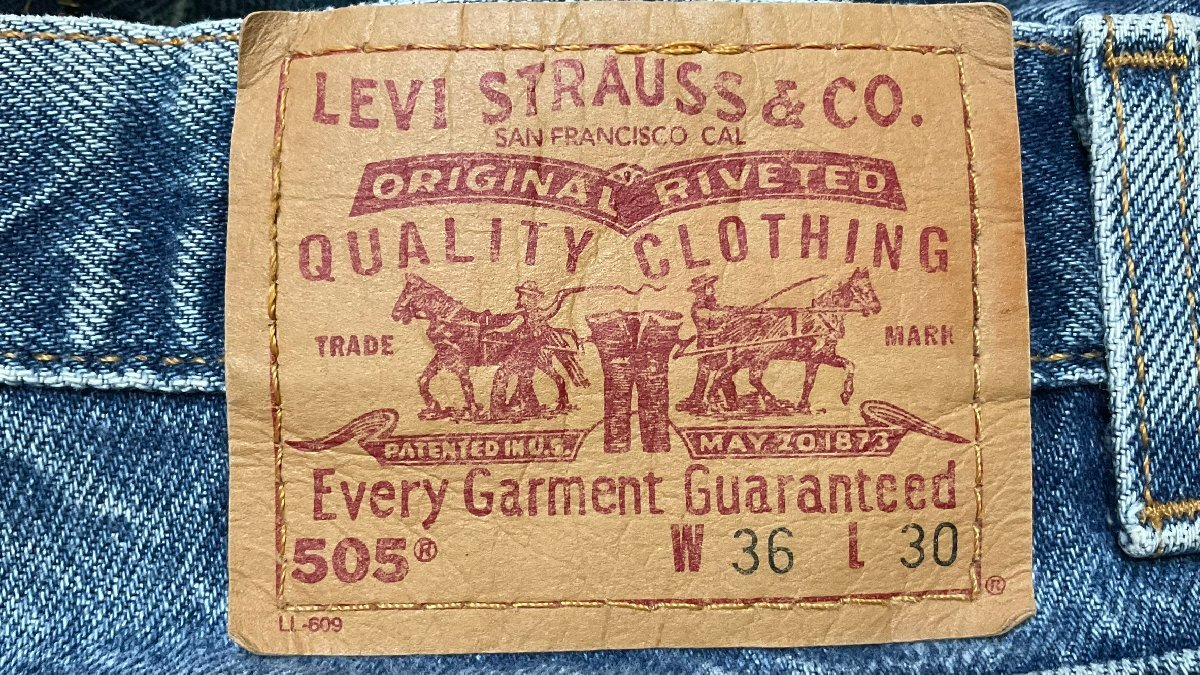 LEVI STRAUSS & CO.
SAN FRANCISCO CAL
ORIGINAL RIVETED
QUALITY CLOTHING
TRADE MARK
PATENTED IN U.S. MAY 20 1873
Every Garment Guaranteed
505® W 36 L 30
®
LL-609